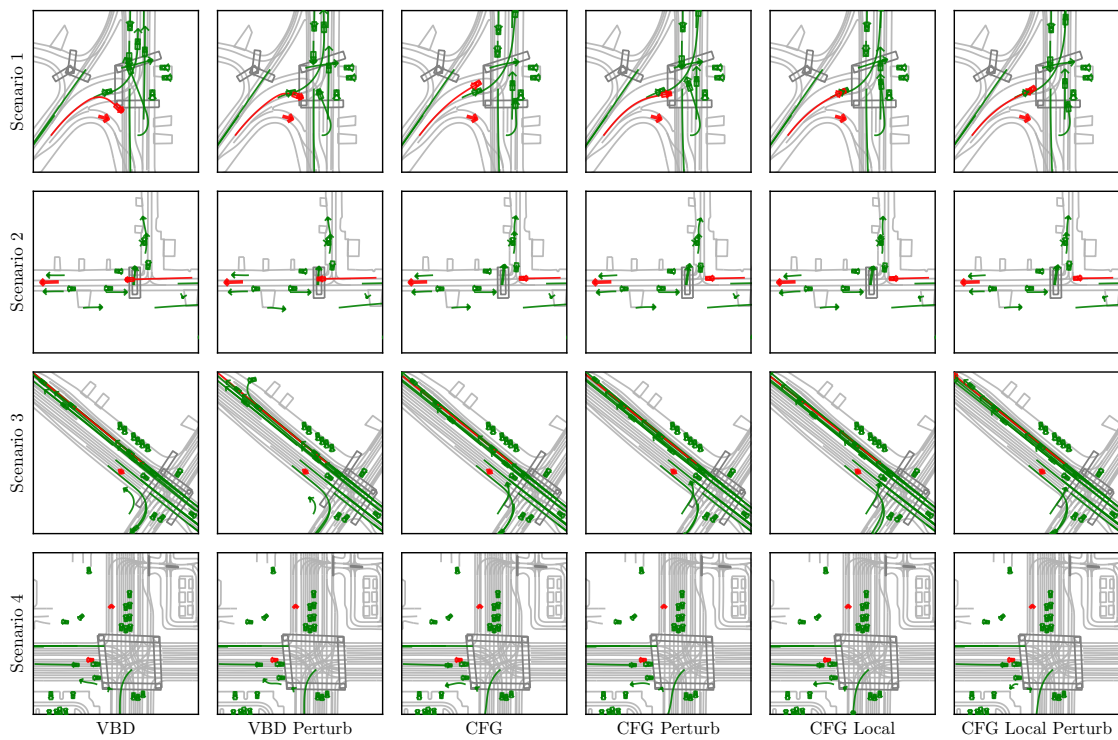 Scenario 1
Scenario 2
Scenario 3
Scenario 4
VBD
VBD Perturb
CFG
CFG Perturb
CFG Local
CFG Local Perturb